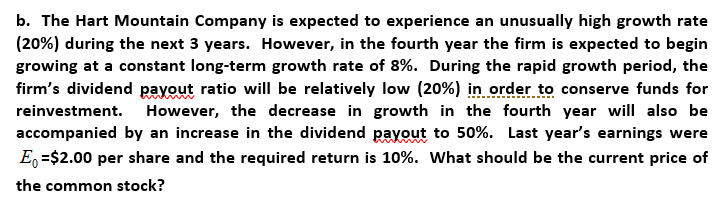 b. The Hart Mountain Company is expected to experience an unusually high growth rate
(20%) during the next 3 years. However, in the fourth year the firm is expected to begin
growing at a constant long-term growth rate of 8%. During the rapid growth period, the
firm's dividend payout ratio will be relatively low (20%) in order to conserve funds for
reinvestment. However, the decrease in growth in the fourth year will also be
accompanied by an increase in the dividend payout to 50%. Last year's earnings were
E₀=$2.00 per share and the required return is 10%. What should be the current price of
the common stock?